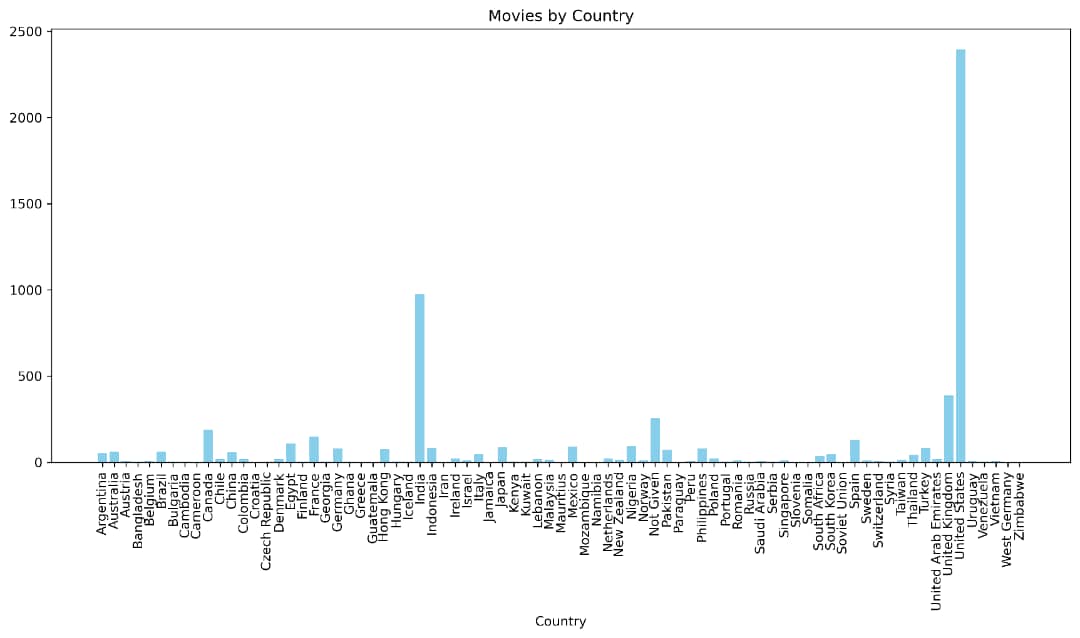 Movies by Country
2500
2000
1500
1000
500
0
Argentina
Australia
Austria
Bangladesh
Belgium
Brazil
Bulgaria
Cambodia
Cameroon
Canada
Chile
China
Colombia
Croatia
Czech Republic
Denmark
Egypt
Finland
France
Georgia
Germany
Ghana
Greece
Guatemala
Hong Kong
Hungary
Iceland
India
Indonesia
Iran
Ireland
Israel
Italy
Jamaica
Japan
Kenya
Kuwait
Lebanon
Malaysia
Mauritius
Mexico
Mozambique
Namibia
Netherlands
New Zealand
Nigeria
Norway
Not Given
Pakistan
Paraguay
Peru
Philippines
Poland
Portugal
Romania
Russia
Saudi Arabia
Serbia
Singapore
Slovenia
Somalia
South Africa
South Korea
Soviet Union
Spain
Sweden
Switzerland
Syria
Taiwan
Thailand
Turkey
United Arab Emirates
United Kingdom
United States
Uruguay
Venezuela
Vietnam
West Germany
Zimbabwe
Country